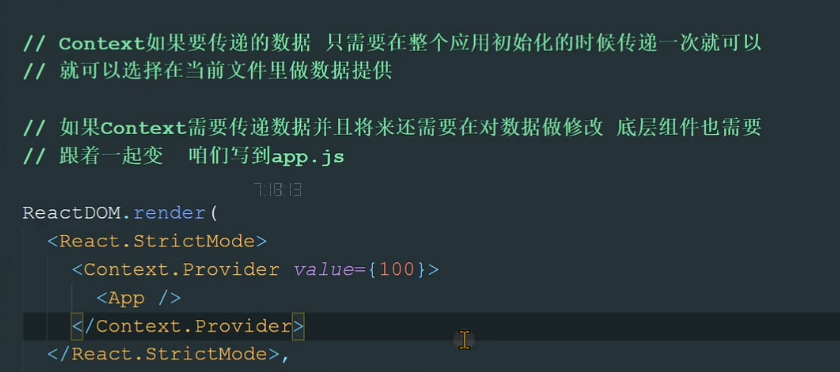 // Context如果要传递的数据 只需要在整个应用初始化的时候传递一次就可以
// 就可以选择在当前文件里做数据提供
// 如果Context需要传递数据并且将来还需要在对数据做修改 底层组件也需要
// 跟着一起变  咱们写到app.js
7:18:13
ReactDOM.render(
<React.StrictMode>
<Context.Provider value={100}>
<App />
</Context.Provider>
</React.StrictMode>,